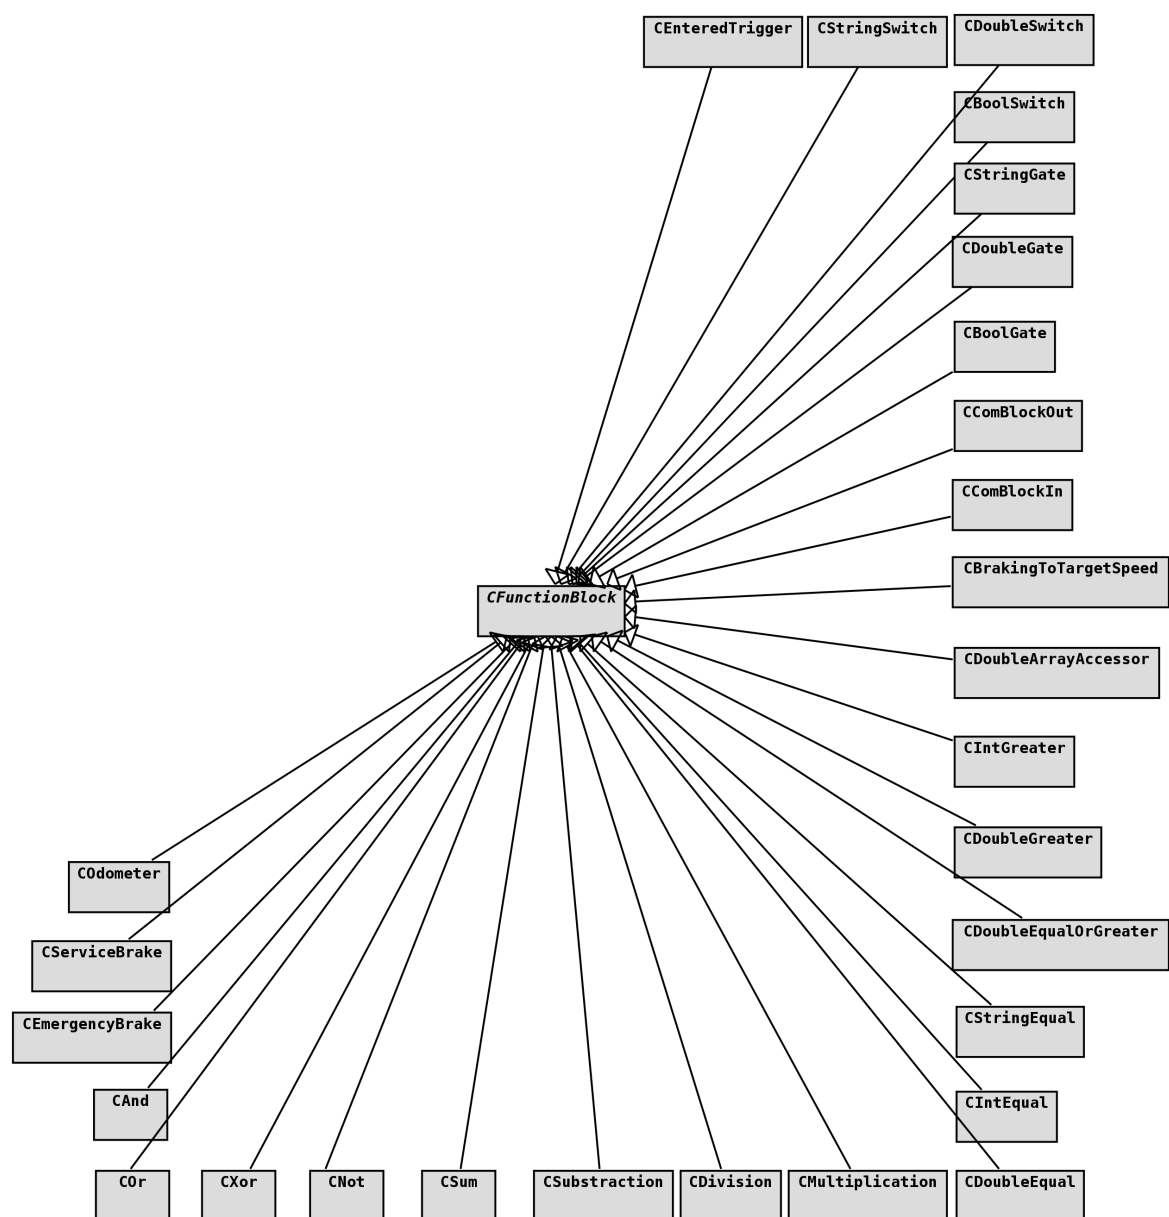 CEnteredTrigger
CStringSwitch
CDoubleSwitch
CBoolSwitch
CStringGate
CDoubleGate
CBoolGate
CComBlockOut
CComBlockIn
CBrakingToTargetSpeed
CFunctionBlock
CDoubleArrayAccessor
CIntGreater
CDoubleGreater
COdometer
CDoubleEqualOrGreater
CServiceBrake
CStringEqual
CEmergencyBrake
CAnd
CIntEqual
COr
CXor
CNot
CSum
CSubstraction
CDivision
CMultiplication
CDoubleEqual